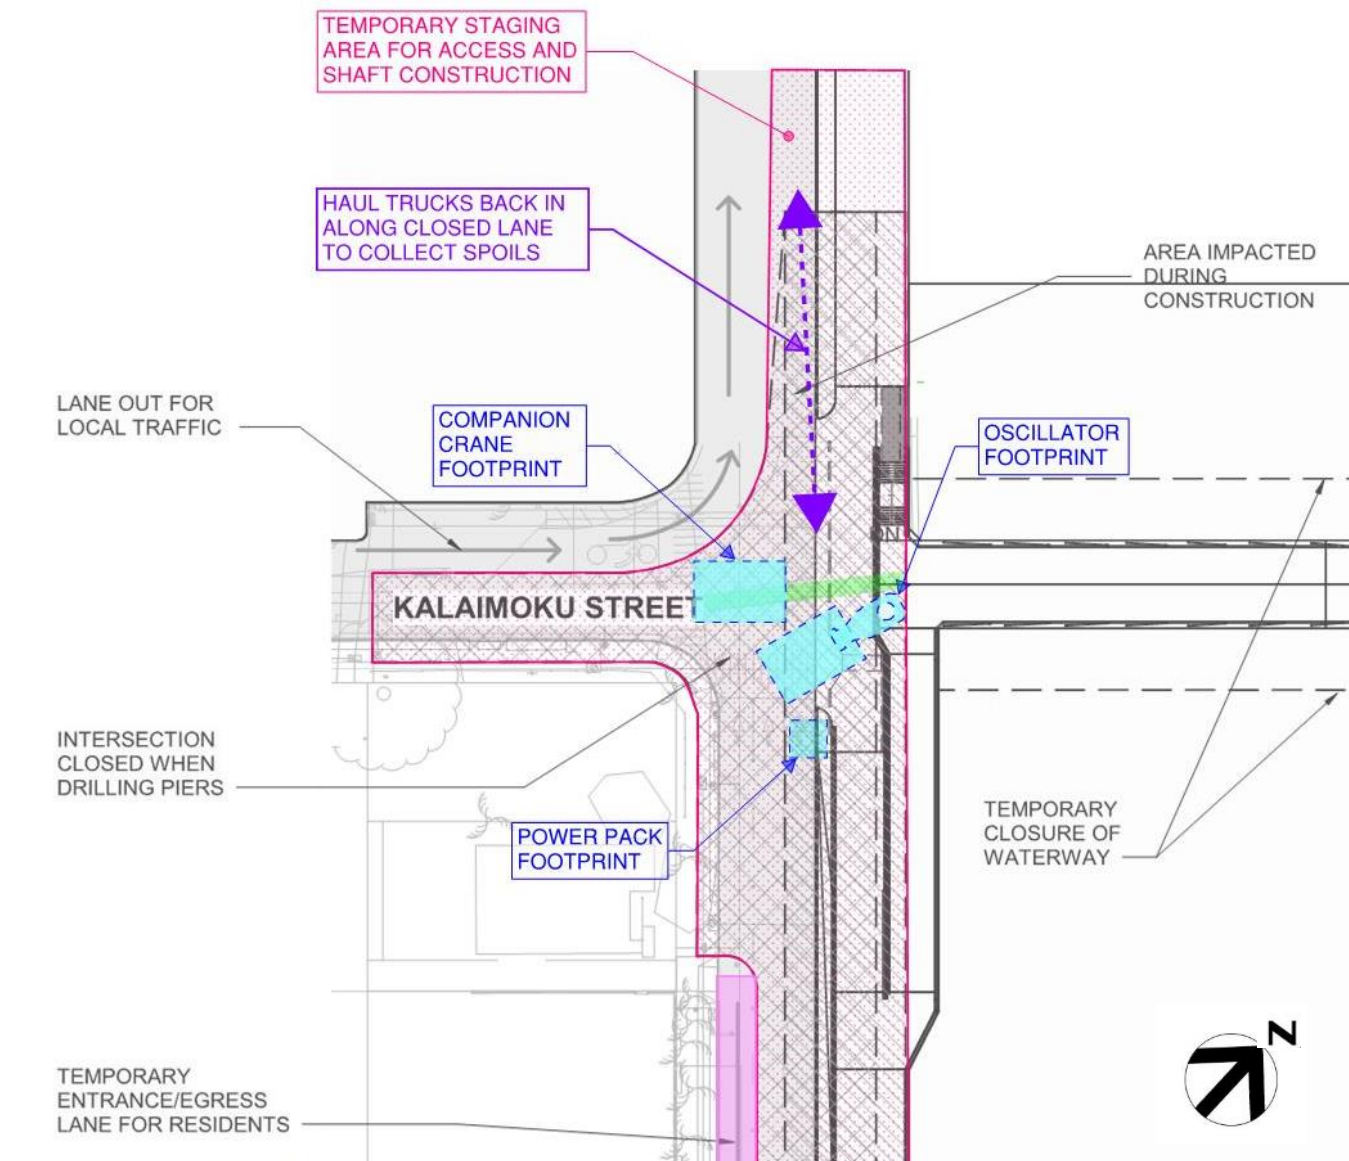 TEMPORARY STAGING
AREA FOR ACCESS AND
SHAFT CONSTRUCTION
HAUL TRUCKS BACK IN
ALONG CLOSED LANE
TO COLLECT SPOILS
AREA IMPACTED
DURING
CONSTRUCTION
LANE OUT FOR
LOCAL TRAFFIC
COMPANION
CRANE
FOOTPRINT
OSCILLATOR
FOOTPRINT
DN
KALAIMOKU STREET
INTERSECTION
CLOSED WHEN
DRILLING PIERS
POWER PACK
FOOTPRINT
TEMPORARY
CLOSURE OF
WATERWAY
N
TEMPORARY
ENTRANCE/EGRESS
LANE FOR RESIDENTS